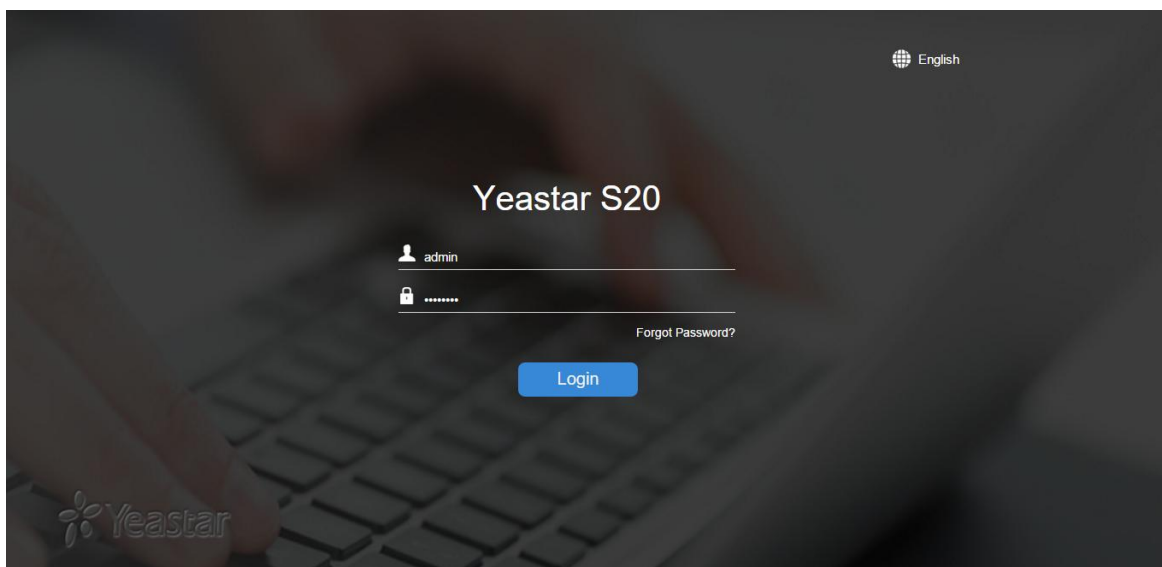 English
Yeastar S20
admin
••••••••
Forgot Password?
Login
Yeastar